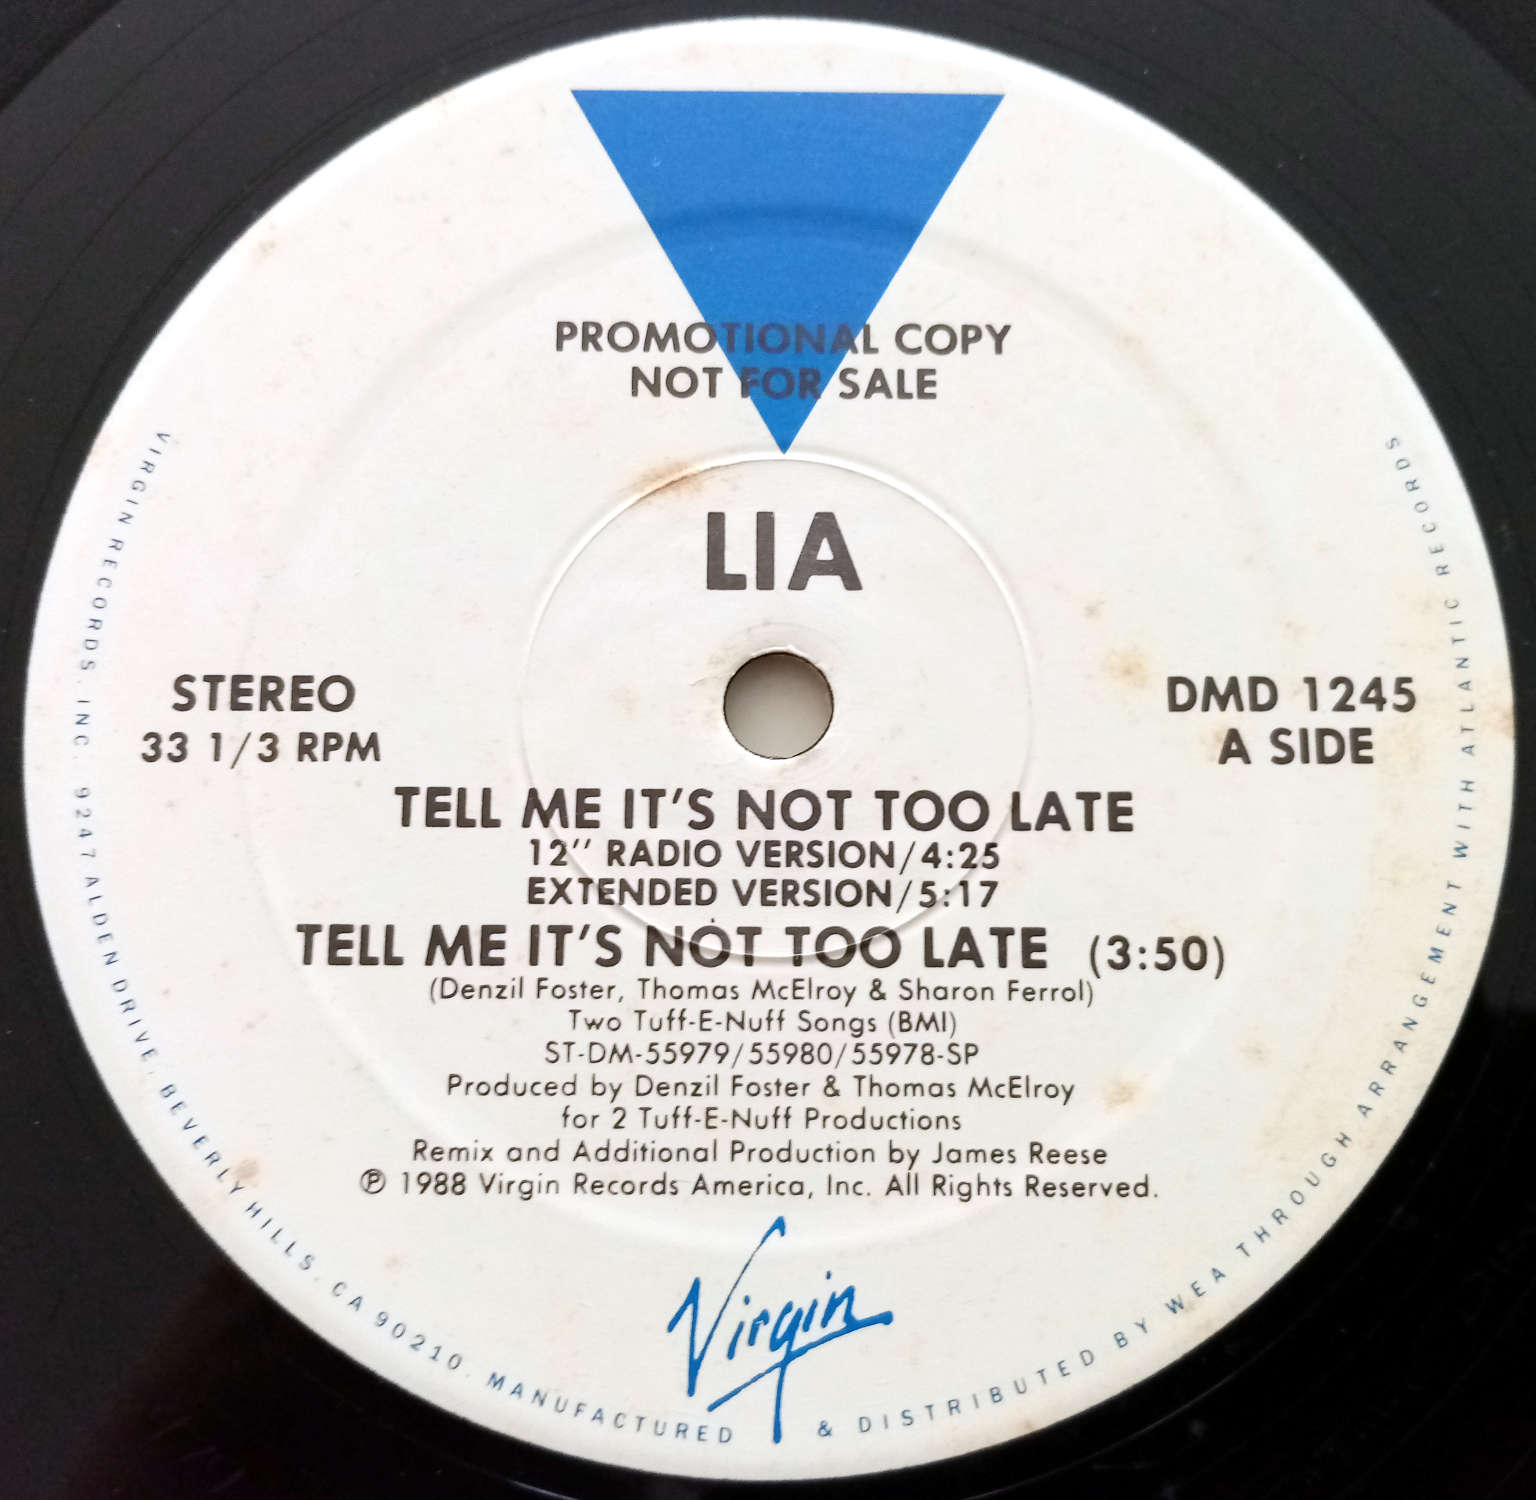 PROMOTIONAL COPY
NOT FOR SALE
LIA
STEREO
33 1/3 RPM
DMD 1245
A SIDE
TELL ME IT'S NOT TOO LATE
12" RADIO VERSION/4:25
EXTENDED VERSION/5:17
TELL ME IT'S NOT TOO LATE (3:50)
(Denzil Foster, Thomas McElroy & Sharon Ferrol)
Two Tuff-E-Nuff Songs (BMI)
ST-DM-55979/55980/55978-SP
Produced by Denzil Foster & Thomas McElroy
for 2 Tuff-E-Nuff Productions
Remix and Additional Production by James Reese
℗ 1988 Virgin Records America, Inc. All Rights Reserved.
Virgin
VIRGIN RECORDS, INC. 9247 ALDEN DRIVE, BEVERLY HILLS, CA 90210. MANUFACTURED & DISTRIBUTED BY WEA THROUGH ARRANGEMENT WITH ATLANTIC RECORDS